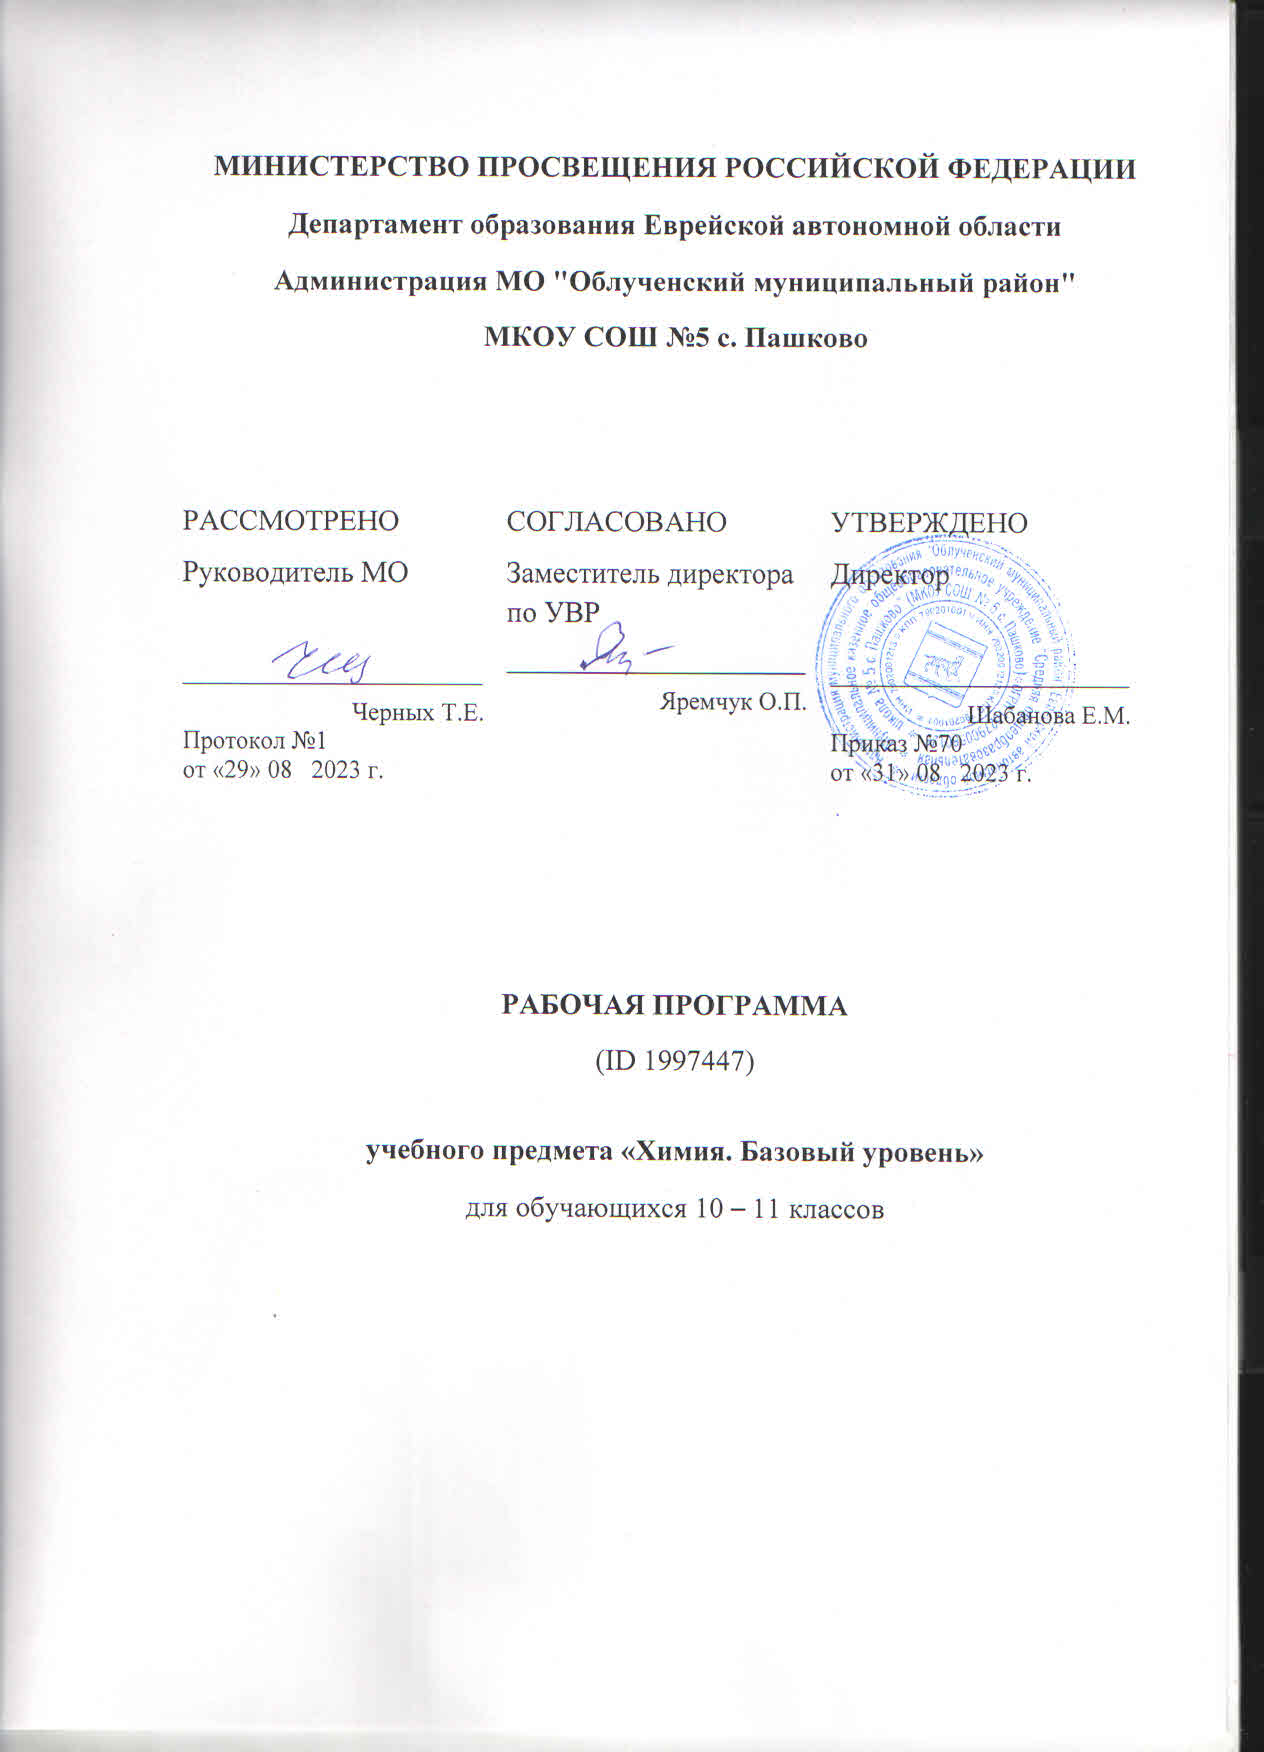 МИНИСТЕРСТВО ПРОСВЕЩЕНИЯ РОССИЙСКОЙ ФЕДЕРАЦИИ
Департамент образования Еврейской автономной области
Администрация МО "Облученский муниципальный район"
МКОУ СОШ №5 с. Пашково
РАССМОТРЕНО
Руководитель МО
Черных Т.Е.
Протокол №1
от «29» 08 2023 г.
СОГЛАСОВАНО
Заместитель директора
по УВР
Яремчук О.П.
УТВЕРЖДЕНО
Директор
Шабанова Е.М.
Приказ №70
от «31» 08 2023 г.
РАБОЧАЯ ПРОГРАММА
(ID 1997447)
учебного предмета «Химия. Базовый уровень»
для обучающихся 10 – 11 классов